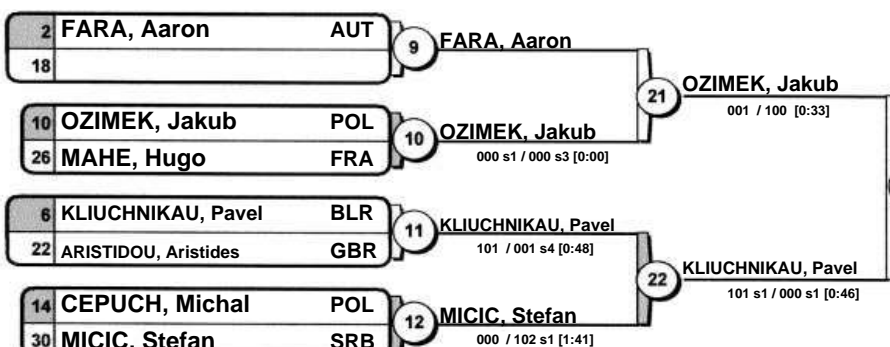 2 FARA, Aaron AUT
18
9
FARA, Aaron
10 OZIMEK, Jakub POL
26 MAHE, Hugo FRA
10
OZIMEK, Jakub
000 s1 / 000 s3 [0:00]
21
OZIMEK, Jakub
001 / 100 [0:33]
6 KLIUCHNIKAU, Pavel BLR
22 ARISTIDOU, Aristides GBR
11
KLIUCHNIKAU, Pavel
101 / 001 s4 [0:48]
14 CEPUCH, Michal POL
30 MICIC, Stefan SRB
12
MICIC, Stefan
000 / 102 s1 [1:41]
22
KLIUCHNIKAU, Pavel
101 s1 / 000 s1 [0:46]